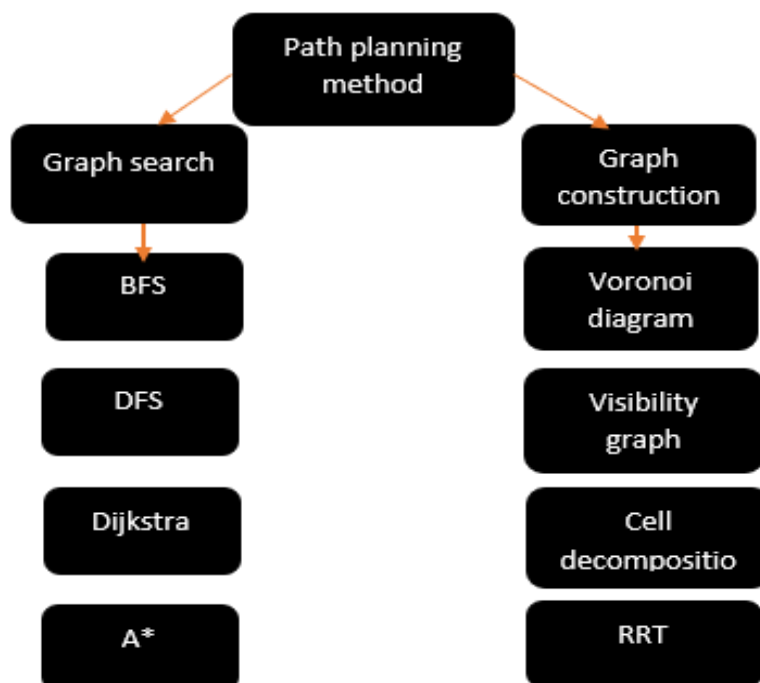 Path planning
method
Graph search
BFS
DFS
Dijkstra
A*
Graph
construction
Voronoi
diagram
Visibility
graph
Cell
decompositio
RRT